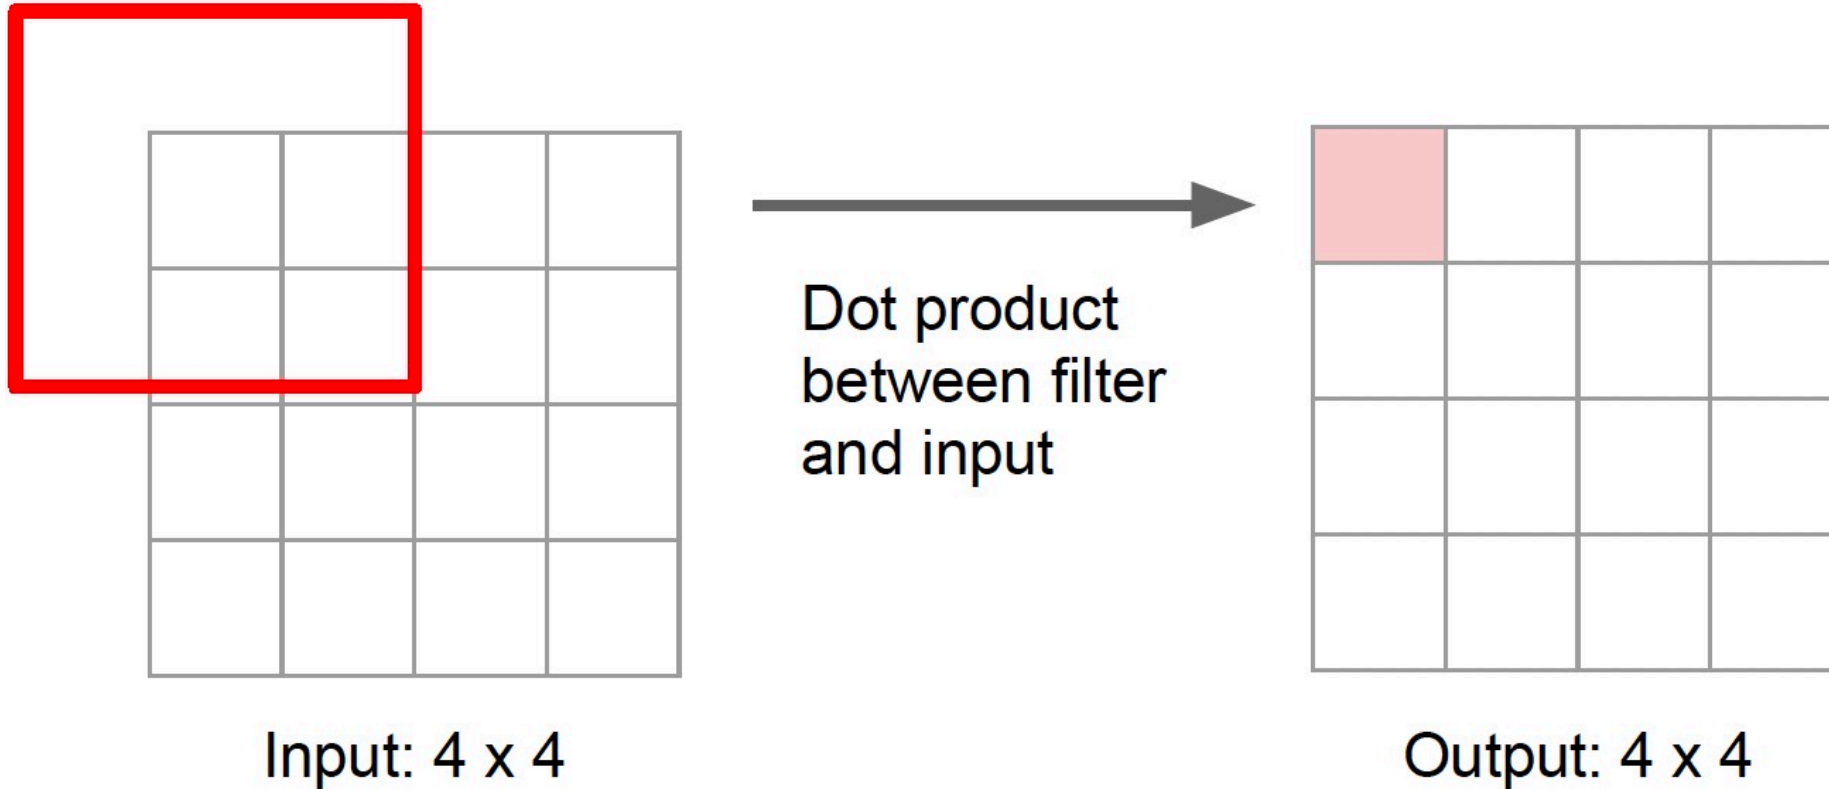 Dot product
between filter
and input
Input: 4 x 4
Output: 4 x 4